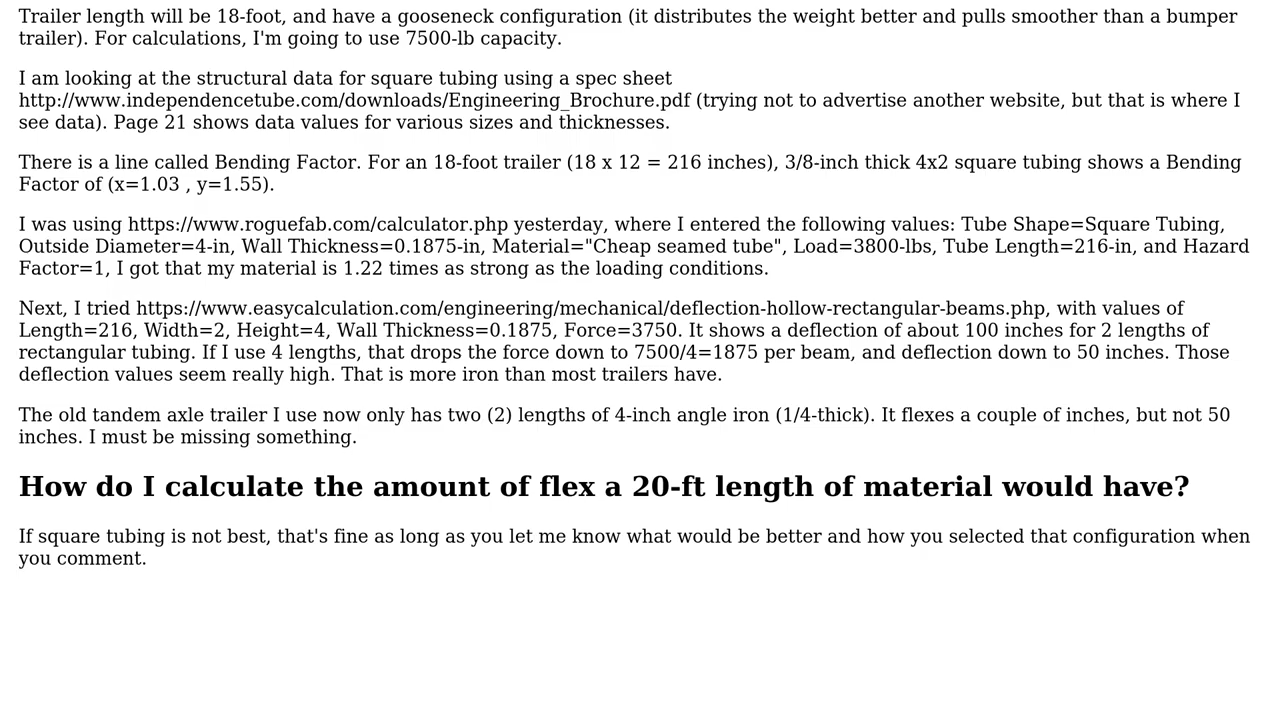 Trailer length will be 18-foot, and have a gooseneck configuration (it distributes the weight better and pulls smoother than a bumper
trailer). For calculations, I'm going to use 7500-lb capacity.
I am looking at the structural data for square tubing using a spec sheet
http://www.independencetube.com/downloads/Engineering_Brochure.pdf (trying not to advertise another website, but that is where I
see data). Page 21 shows data values for various sizes and thicknesses.
There is a line called Bending Factor. For an 18-foot trailer (18 x 12 = 216 inches), 3/8-inch thick 4x2 square tubing shows a Bending
Factor of (x=1.03 , y=1.55).
I was using https://www.roguefab.com/calculator.php yesterday, where I entered the following values: Tube Shape=Square Tubing,
Outside Diameter=4-in, Wall Thickness=0.1875-in, Material="Cheap seamed tube", Load=3800-lbs, Tube Length=216-in, and Hazard
Factor=1, I got that my material is 1.22 times as strong as the loading conditions.
Next, I tried https://www.easycalculation.com/engineering/mechanical/deflection-hollow-rectangular-beams.php, with values of
Length=216, Width=2, Height=4, Wall Thickness=0.1875, Force=3750. It shows a deflection of about 100 inches for 2 lengths of
rectangular tubing. If I use 4 lengths, that drops the force down to 7500/4=1875 per beam, and deflection down to 50 inches. Those
deflection values seem really high. That is more iron than most trailers have.
The old tandem axle trailer I use now only has two (2) lengths of 4-inch angle iron (1/4-thick). It flexes a couple of inches, but not 50
inches. I must be missing something.
How do I calculate the amount of flex a 20-ft length of material would have?
If square tubing is not best, that's fine as long as you let me know what would be better and how you selected that configuration when
you comment.